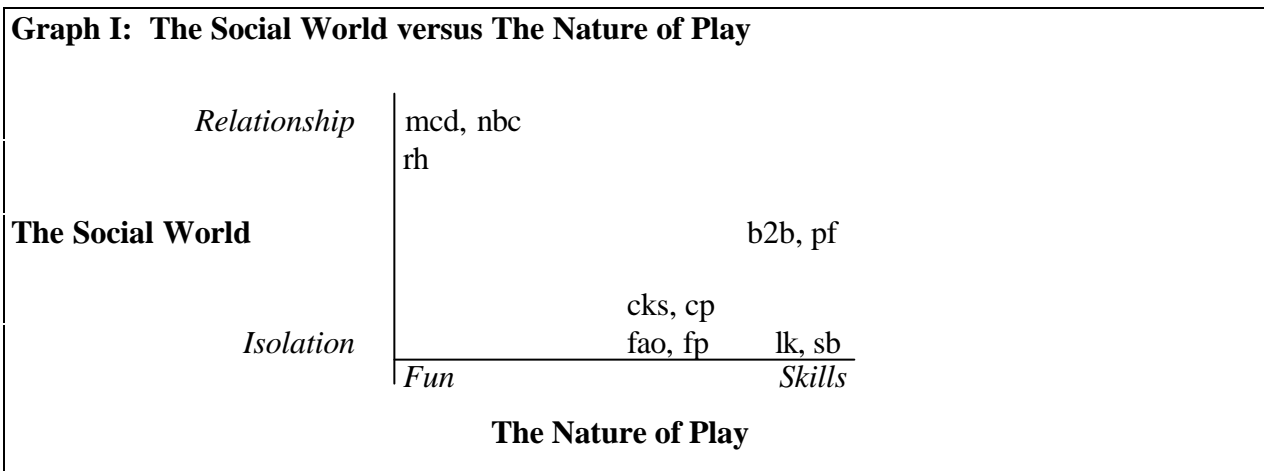 Graph I: The Social World versus The Nature of Play
Relationship mcd, nbc
rh
The Social World b2b, pf
cks, cp
Isolation fao, fp lk, sb
Fun Skills
The Nature of Play